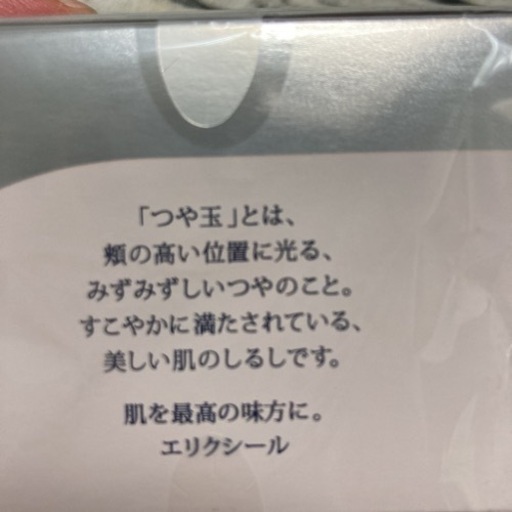 「つや玉」とは、
頬の高い位置に光る、
みずみずしいつやのこと。
すこやかに満たされている、
美しい肌のしるしです。
肌を最高の味方に。
エリクシール